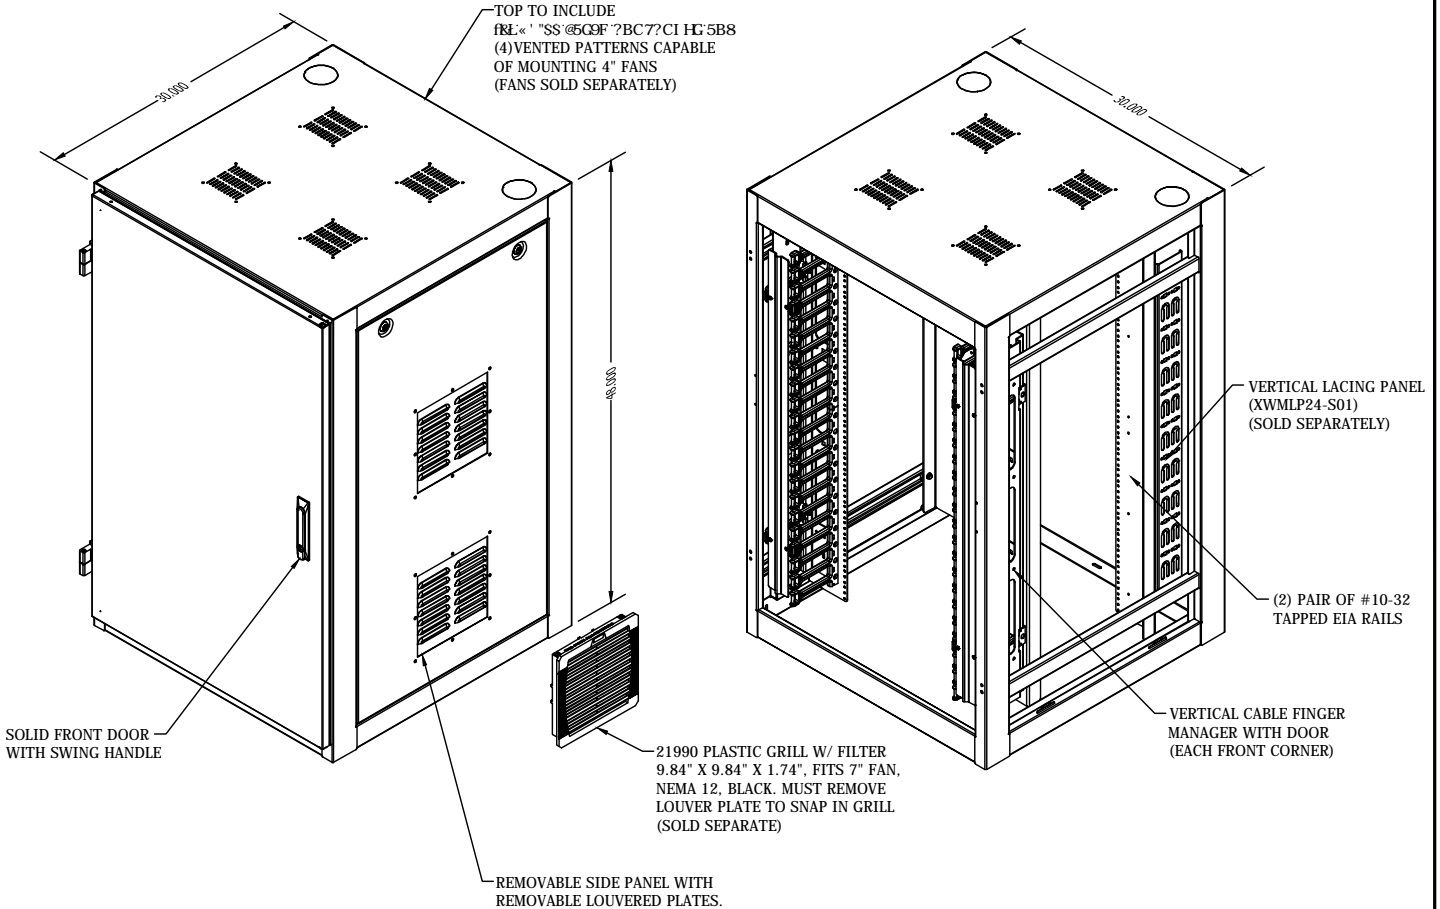 TOP TO INCLUDE
(4)VENTED PATTERNS CAPABLE
OF MOUNTING 4" FANS
(FANS SOLD SEPARATELY)
30.000
30.000
48.000
VERTICAL LACING PANEL
(XWMLP24-S01)
(SOLD SEPARATELY)
(2) PAIR OF #10-32
TAPPED EIA RAILS
VERTICAL CABLE FINGER
MANAGER WITH DOOR
(EACH FRONT CORNER)
SOLID FRONT DOOR
WITH SWING HANDLE
21990 PLASTIC GRILL W/ FILTER
9.84" X 9.84" X 1.74", FITS 7" FAN,
NEMA 12, BLACK. MUST REMOVE
LOUVER PLATE TO SNAP IN GRILL
(SOLD SEPARATE)
REMOVABLE SIDE PANEL WITH
REMOVABLE LOUVERED PLATES.